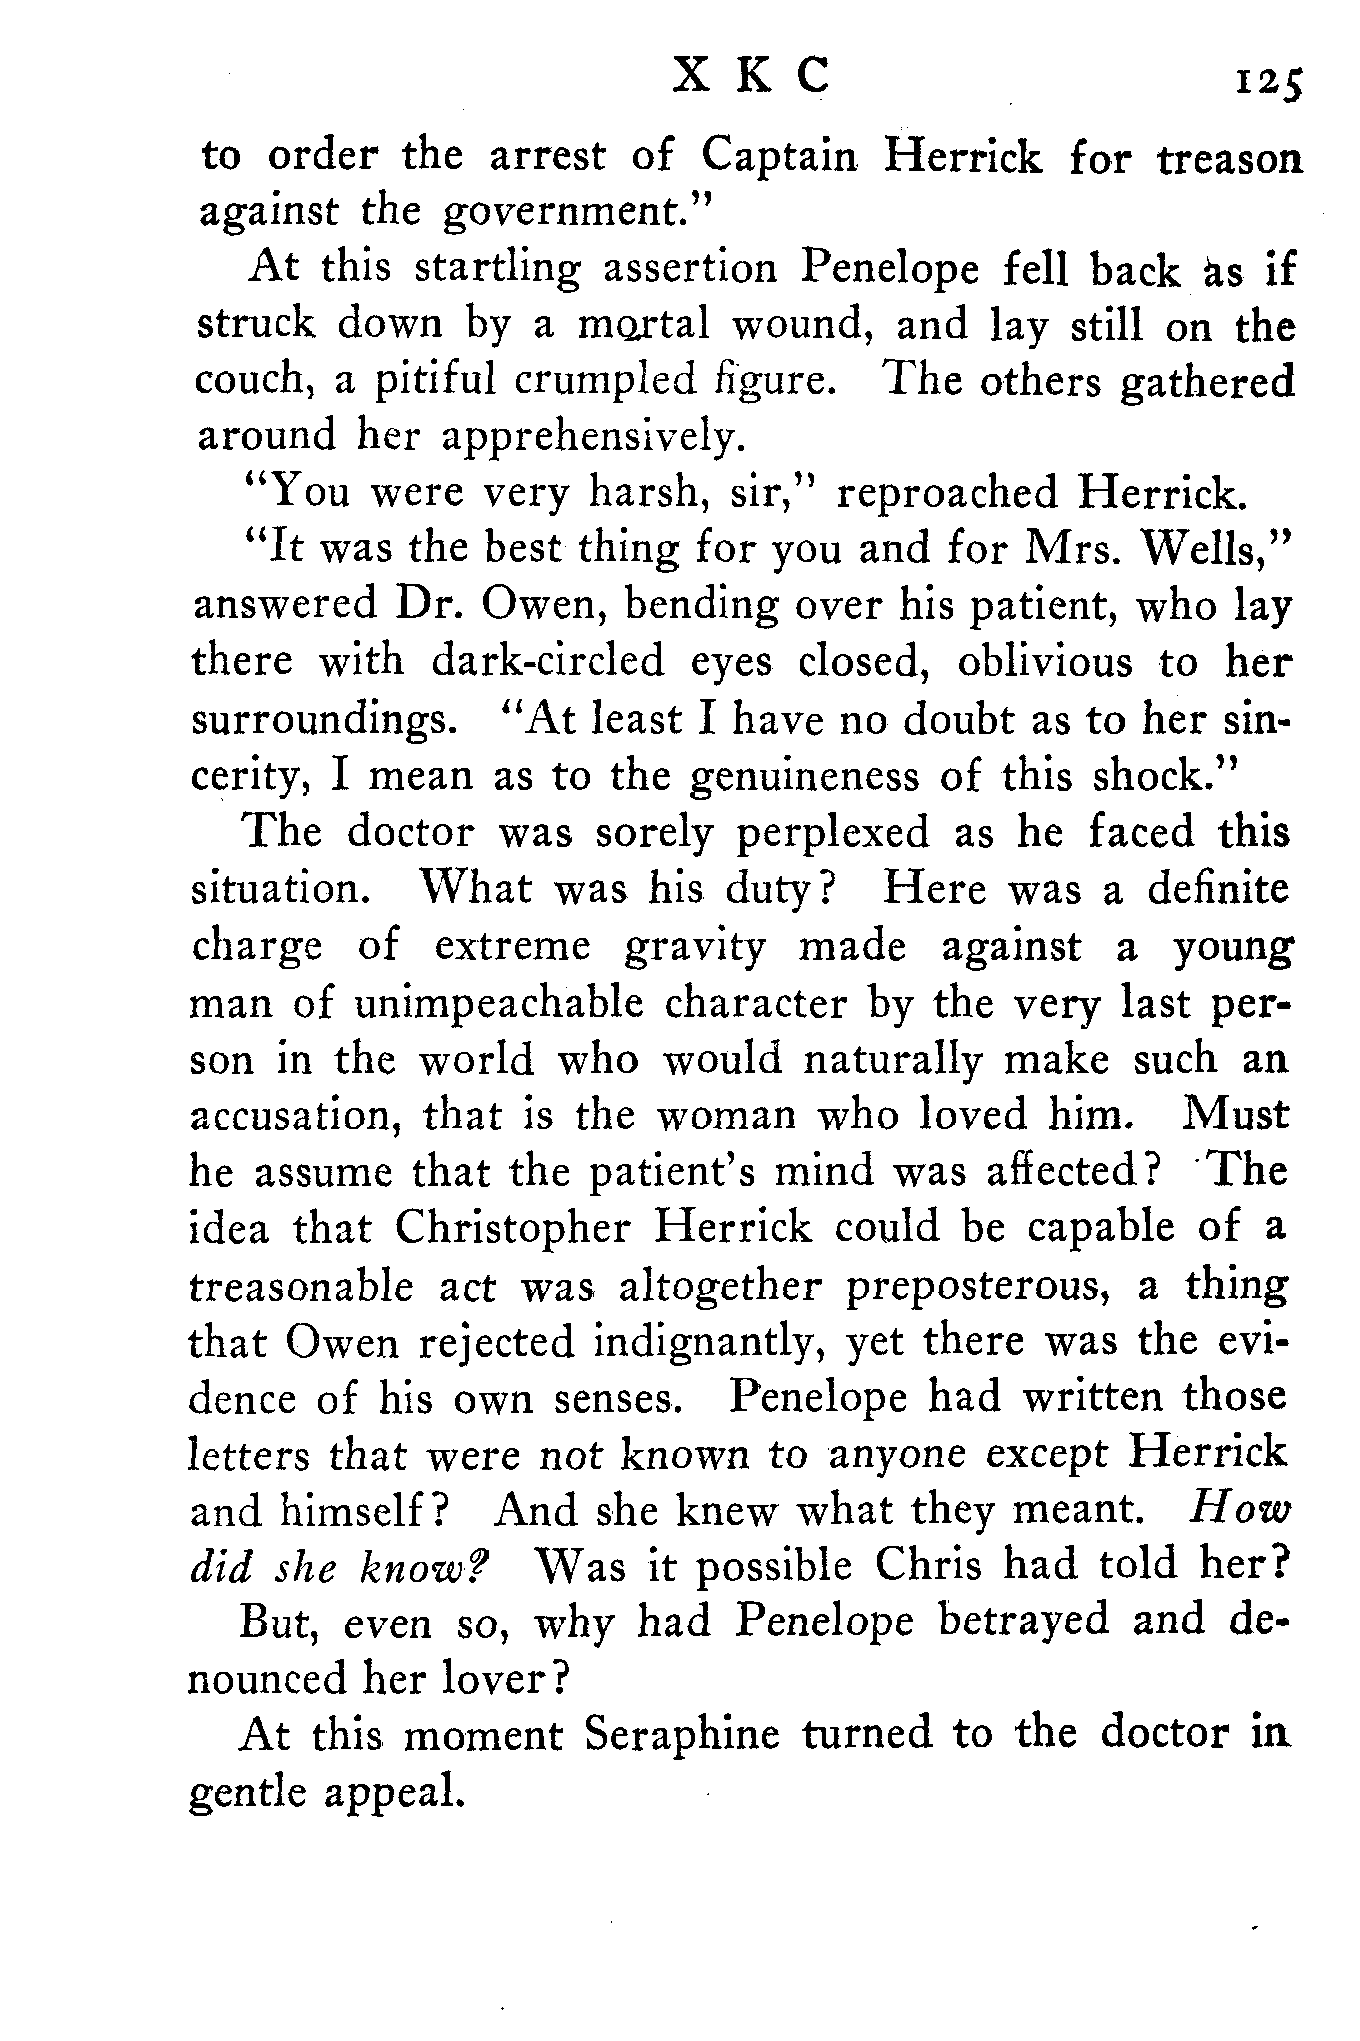 X K C 125
to order the arrest of Captain Herrick for treason
against the government."
At this startling assertion Penelope fell back as if
struck down by a mortal wound, and lay still on the
couch, a pitiful crumpled figure. The others gathered
around her apprehensively.
"You were very harsh, sir," reproached Herrick.
"It was the best thing for you and for Mrs. Wells,"
answered Dr. Owen, bending over his patient, who lay
there with dark-circled eyes closed, oblivious to her
surroundings. "At least I have no doubt as to her sin-
cerity, I mean as to the genuineness of this shock."
The doctor was sorely perplexed as he faced this
situation. What was his duty? Here was a definite
charge of extreme gravity made against a young
man of unimpeachable character by the very last per-
son in the world who would naturally make such an
accusation, that is the woman who loved him. Must
he assume that the patient's mind was affected? The
idea that Christopher Herrick could be capable of a
treasonable act was altogether preposterous, a thing
that Owen rejected indignantly, yet there was the evi-
dence of his own senses. Penelope had written those
letters that were not known to anyone except Herrick
and himself? And she knew what they meant. How
did she know? Was it possible Chris had told her?
But, even so, why had Penelope betrayed and de-
nounced her lover?
At this moment Seraphine turned to the doctor in
gentle appeal.